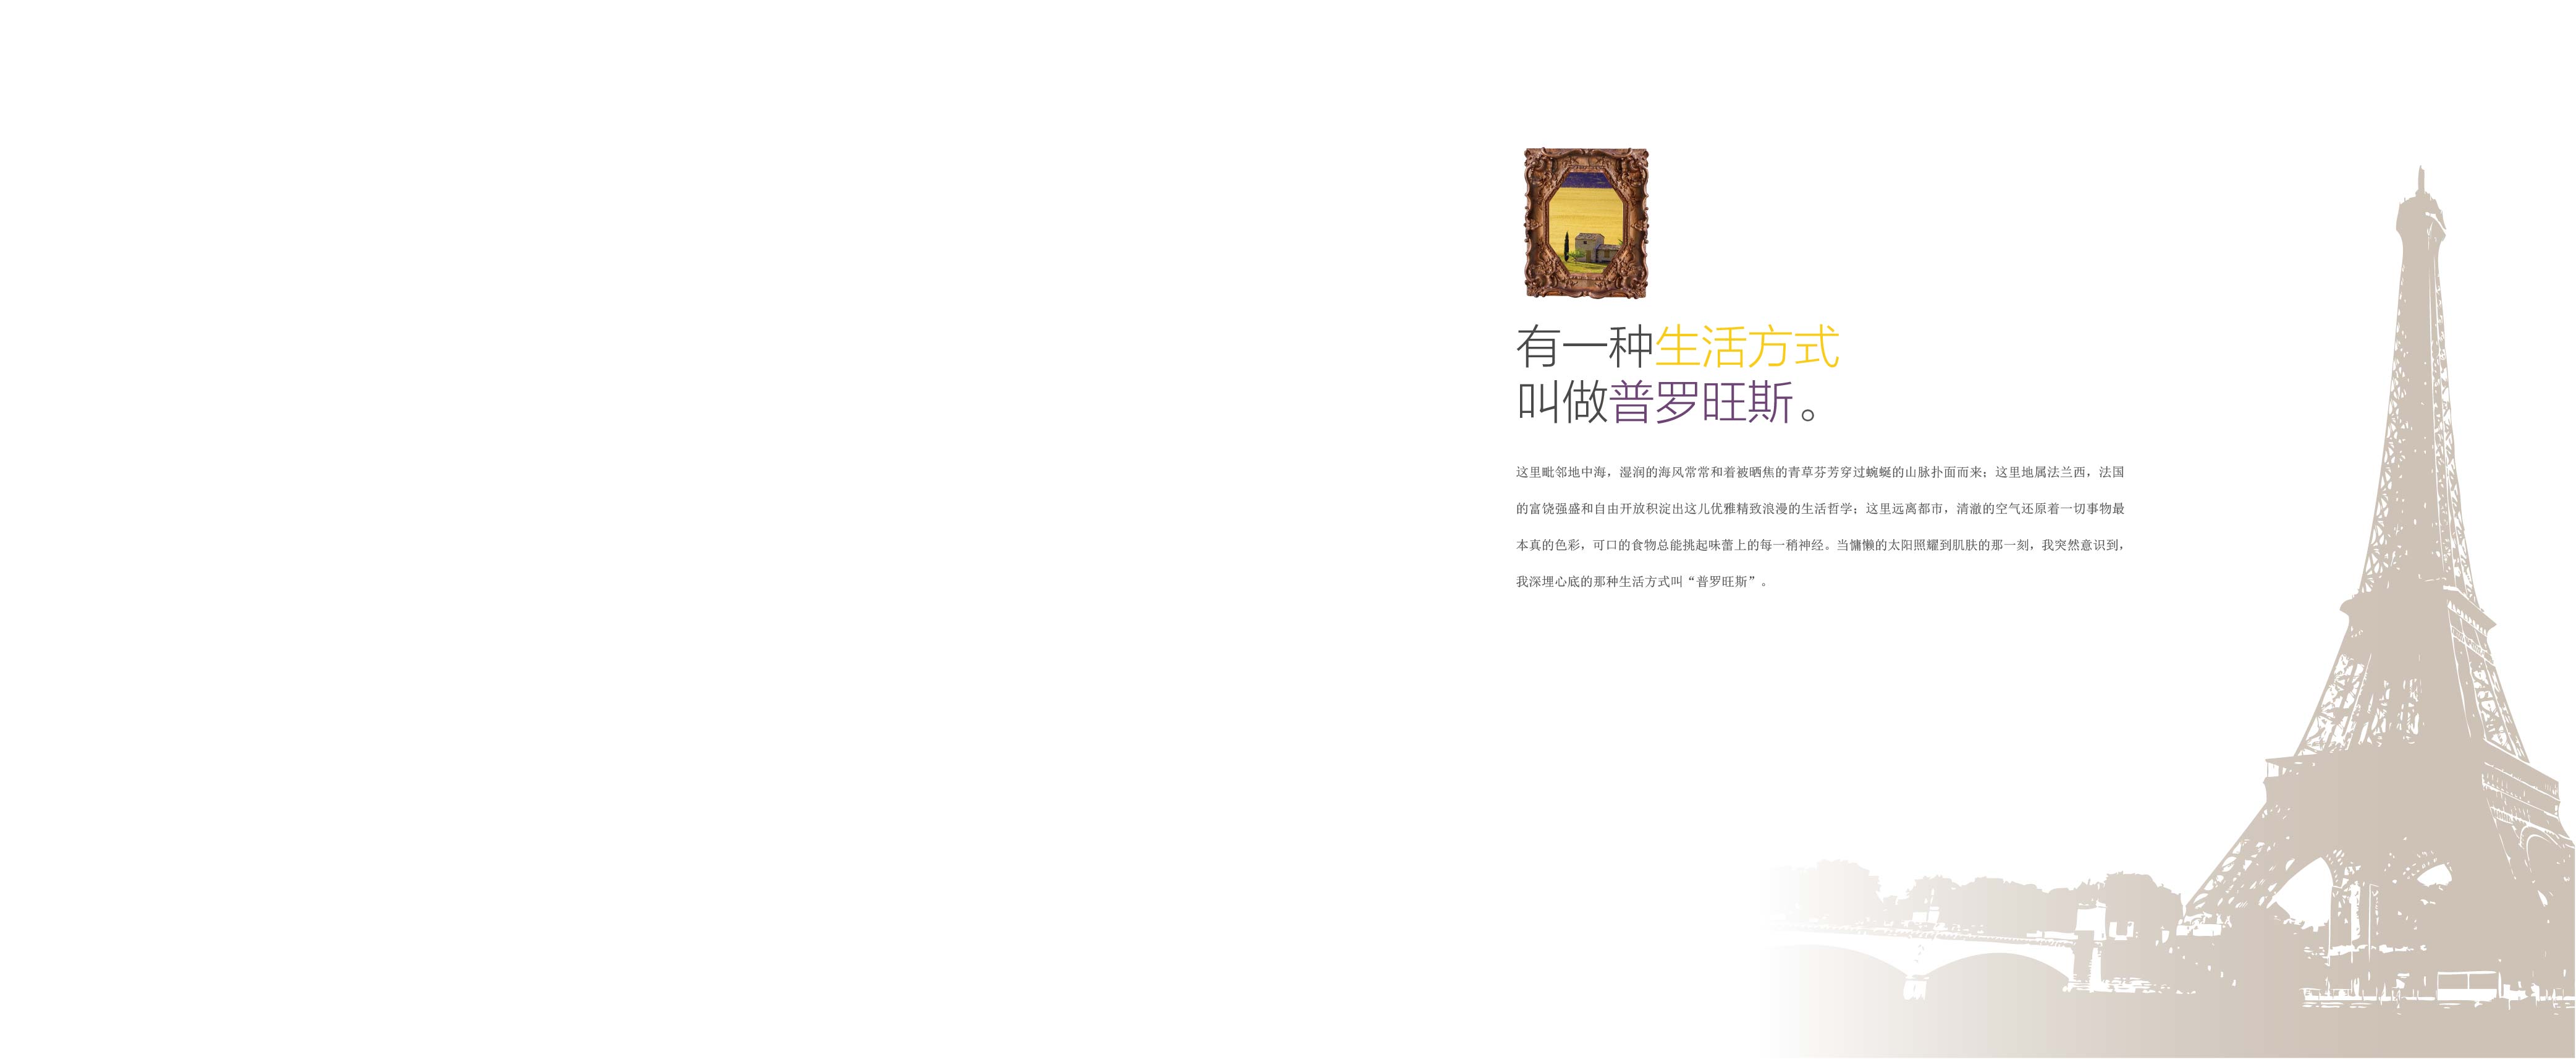 有一种生活方式
叫做普罗旺斯。
这里毗邻地中海，湿润的海风常常和着被晒焦的青草芬芳穿过蜿蜒的山脉扑面而来；这里地属法兰西，法国
的富饶强盛和自由开放积淀出这儿优雅精致浪漫的生活哲学；这里远离都市，清澈的空气还原着一切事物最
本真的色彩，可口的食物总能挑起味蕾上的每一稍神经。当慵懒的太阳照耀到肌肤的那一刻，我突然意识到，
我深埋心底的那种生活方式叫“普罗旺斯”。